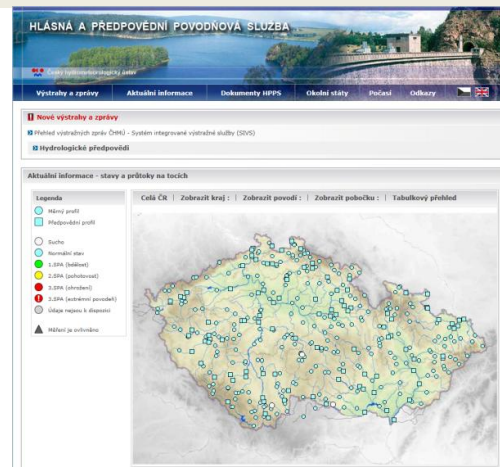 HLÁSNÁ A PŘEDPOVĚDNÍ POVODŇOVÁ SLUŽBA
Český hydrometeorologický ústav
Výstrahy a zprávy Aktuální informace Dokumenty HPPS Okolní státy Počasí Odkazy
Nové výstrahy a zprávy
Přehled výstražných zpráv ČHMÚ - Systém integrované výstražné služby (SIVS)
Hydrologické předpovědi
Aktuální informace - stavy a průtoky na tocích
Legenda
Měrný profil
Předpovědní profil
Sucho
Normální stav
1.SPA (bdělost)
2.SPA (pohotovost)
3.SPA (ohrožení)
3.SPA (extrémní povodeň)
Údaje nejsou k dispozici
Měření je ovlivněno
Celá ČR | Zobrazit kraj : | Zobrazit povodí : | Zobrazit pobočku : | Tabulkový přehled